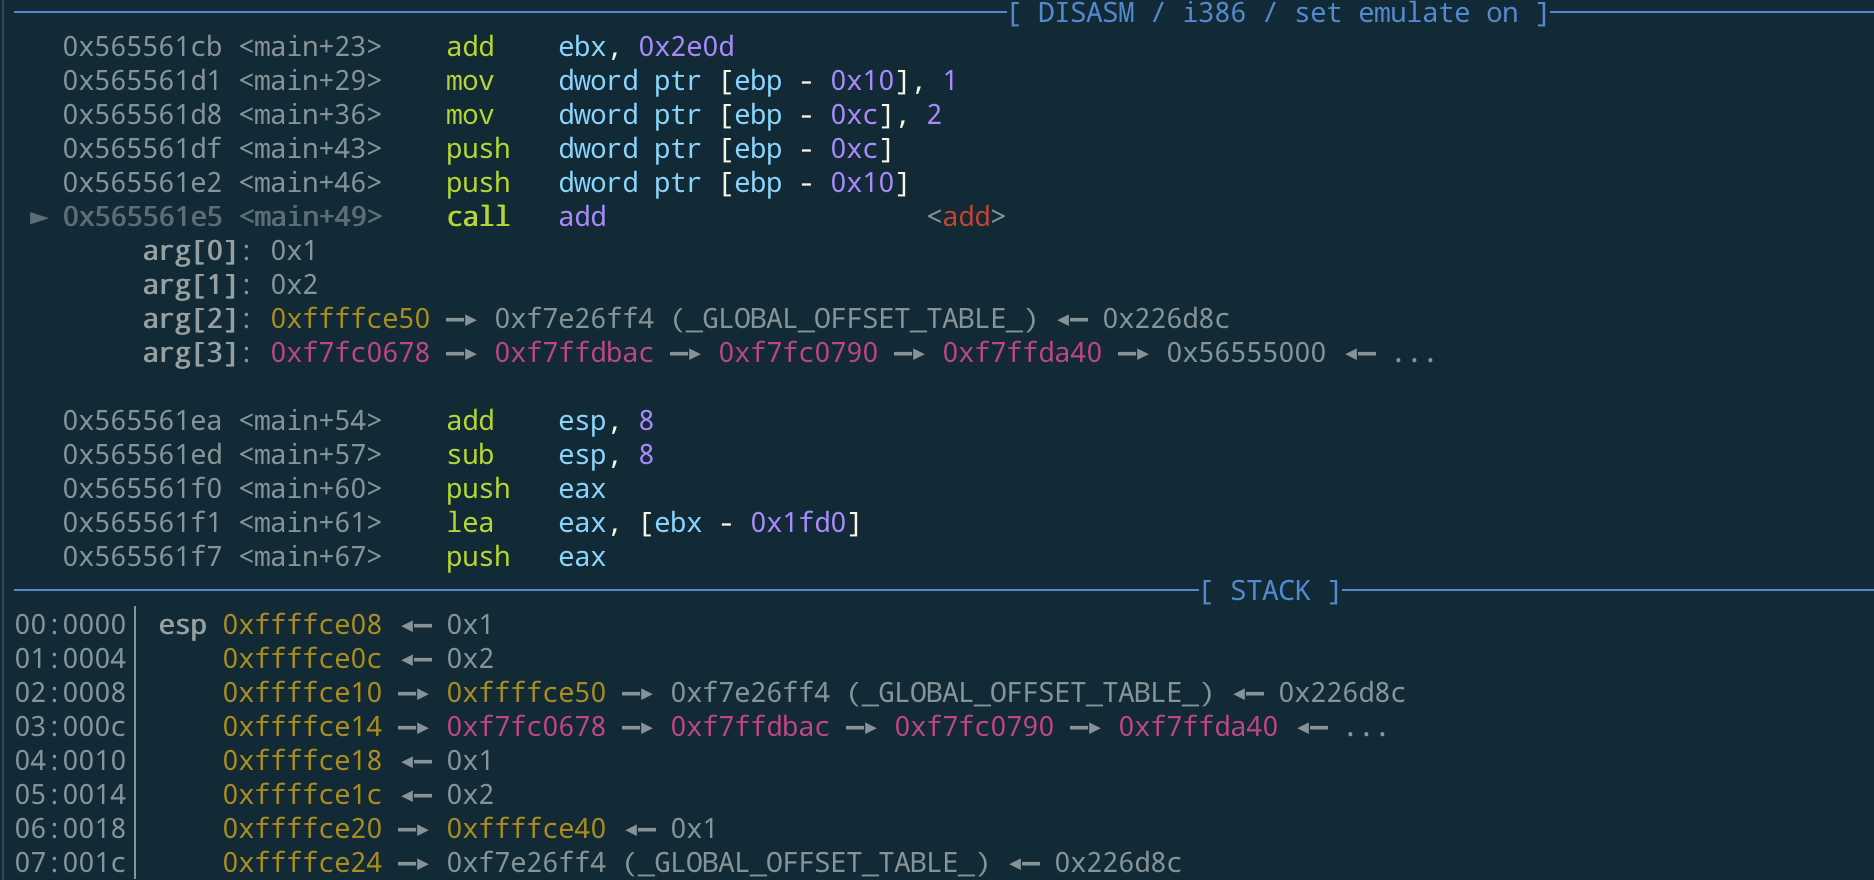 [ DISASM / i386 / set emulate on ]
0x565561cb <main+23>    add    ebx, 0x2e0d
0x565561d1 <main+29>    mov    dword ptr [ebp - 0x10], 1
0x565561d8 <main+36>    mov    dword ptr [ebp - 0xc], 2
0x565561df <main+43>    push   dword ptr [ebp - 0xc]
0x565561e2 <main+46>    push   dword ptr [ebp - 0x10]
► 0x565561e5 <main+49>    call   add                    <add>
arg[0]: 0x1
arg[1]: 0x2
arg[2]: 0xffffce50 —▸ 0xf7e26ff4 (_GLOBAL_OFFSET_TABLE_) ◂— 0x226d8c
arg[3]: 0xf7fc0678 —▸ 0xf7ffdbac —▸ 0xf7fc0790 —▸ 0xf7ffda40 —▸ 0x56555000 ◂— ...
0x565561ea <main+54>    add    esp, 8
0x565561ed <main+57>    sub    esp, 8
0x565561f0 <main+60>    push   eax
0x565561f1 <main+61>    lea    eax, [ebx - 0x1fd0]
0x565561f7 <main+67>    push   eax
[ STACK ]
00:0000│ esp 0xffffce08 ◂— 0x1
01:0004│     0xffffce0c ◂— 0x2
02:0008│     0xffffce10 —▸ 0xffffce50 —▸ 0xf7e26ff4 (_GLOBAL_OFFSET_TABLE_) ◂— 0x226d8c
03:000c│     0xffffce14 —▸ 0xf7fc0678 —▸ 0xf7ffdbac —▸ 0xf7fc0790 —▸ 0xf7ffda40 ◂— ...
04:0010│     0xffffce18 ◂— 0x1
05:0014│     0xffffce1c ◂— 0x2
06:0018│     0xffffce20 —▸ 0xffffce40 ◂— 0x1
07:001c│     0xffffce24 —▸ 0xf7e26ff4 (_GLOBAL_OFFSET_TABLE_) ◂— 0x226d8c